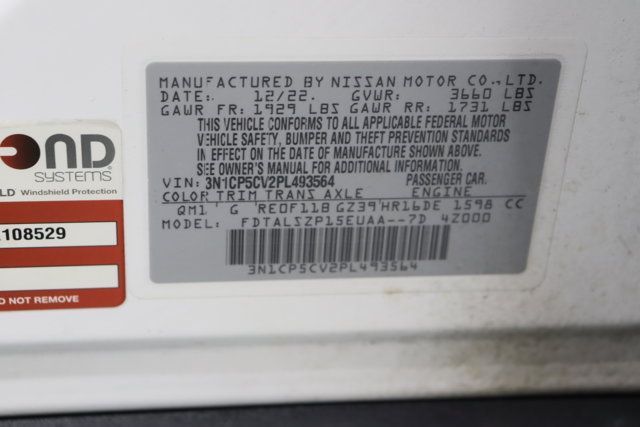 MANUFACTURED BY NISSAN MOTOR CO.,LTD.
DATE: 12/22. GVWR: 3660 LBS
GAWR FR: 1929 LBS GAWR RR: 1731 LBS
THIS VEHICLE CONFORMS TO ALL APPLICABLE FEDERAL MOTOR
VEHICLE SAFETY, BUMPER AND THEFT PREVENTION STANDARDS
IN EFFECT ON THE DATE OF MANUFACTURE SHOWN ABOVE.
SEE OWNER'S MANUAL FOR ADDITIONAL INFORMATION.
VIN: 3N1CP5CV2PL493564 PASSENGER CAR.
COLOR TRIM TRANS AXLE ENGINE
QM1 G RE0F11B GZ39 HR16DE 1598 CC
MODEL: FDTALSZP15EUAA--7D 4Z000
3N1CP5CV2PL493564
OND
SYSTEMS
LD Windshield Protection
108529
O NOT REMOVE